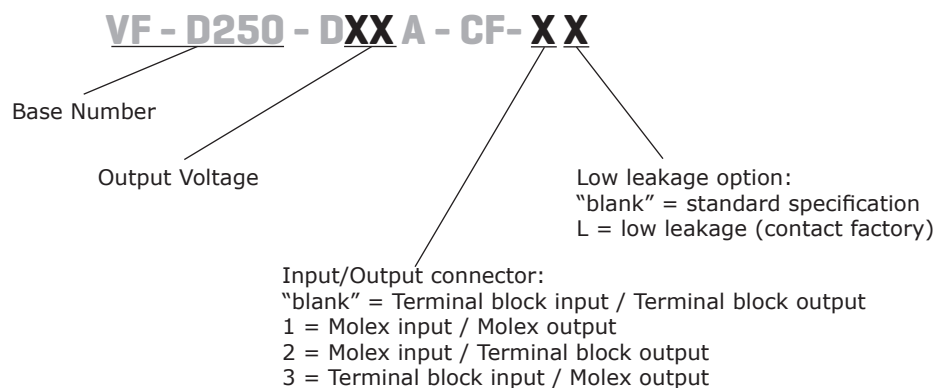 VF - D250 - DXX A - CF- X X
Base Number
Output Voltage
Low leakage option:
“blank” = standard specification
L = low leakage (contact factory)
Input/Output connector:
“blank” = Terminal block input / Terminal block output
1 = Molex input / Molex output
2 = Molex input / Terminal block output
3 = Terminal block input / Molex output